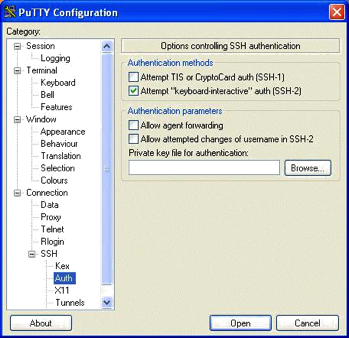 PuTTY Configuration
Category:
Session
Logging
Terminal
Keyboard
Bell
Features
Window
Appearance
Behaviour
Translation
Selection
Colours
Connection
Data
Proxy
Telnet
Rlogin
SSH
Kex
Auth
X11
Tunnels
Options controlling SSH authentication
Authentication methods
Attempt TIS or CryptoCard auth (SSH-1)
Attempt "keyboard-interactive" auth (SSH-2)
Authentication parameters
Allow agent forwarding
Allow attempted changes of username in SSH-2
Private key file for authentication:
Browse...
About
Open
Cancel